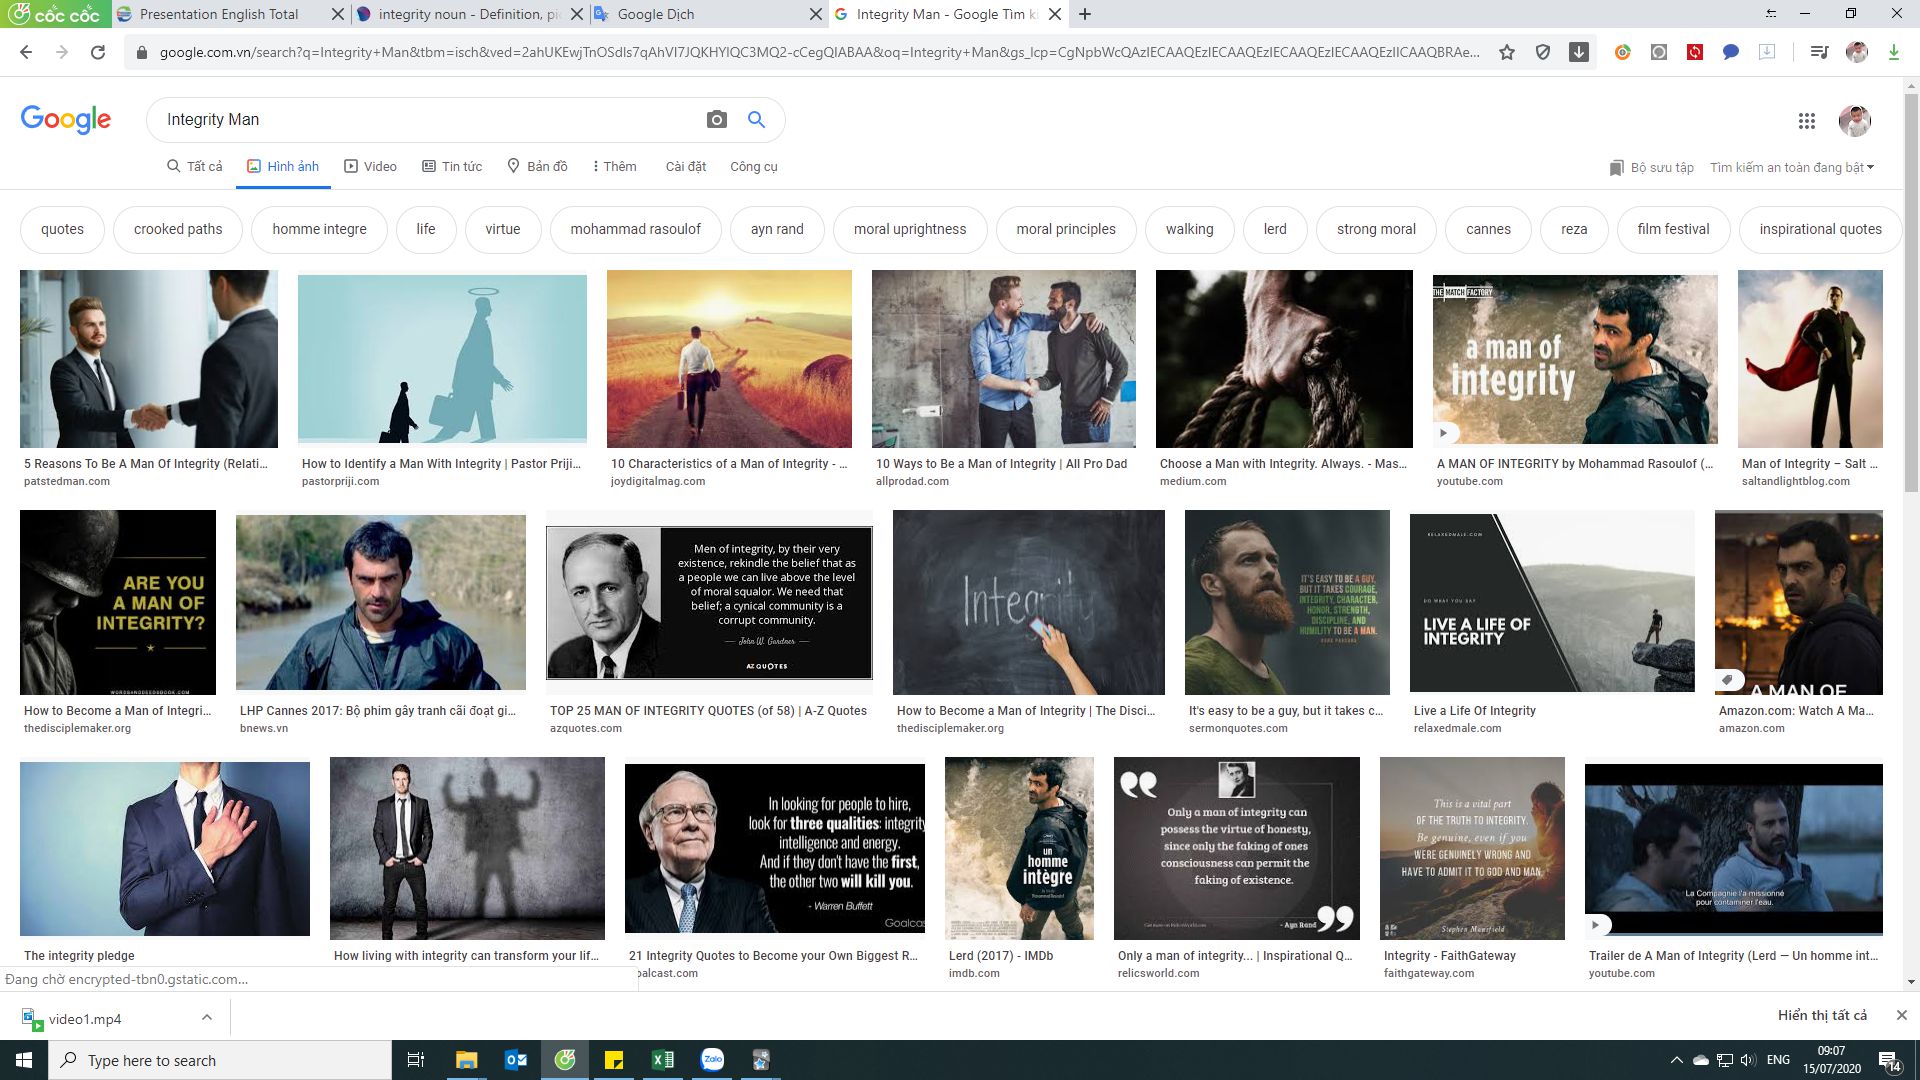 cốc cốc
Presentation English Total
integrity noun - Definition, pi
Google Dịch
Integrity Man - Google Tìm ki
google.com.vn/search?q=Integrity+Man&tbm=isch&ved=
Google
Integrity Man
Tất cả
Hình ảnh
Video
Tin tức
Bản đồ
Thêm
Cài đặt
Công cụ
Bộ sưu tập
Tìm kiếm an toàn đang bật
quotes
crooked paths
homme integre
life
virtue
mohammad rasoulof
ayn rand
moral uprightness
moral principles
walking
lerd
strong moral
cannes
reza
film festival
inspirational quotes
THE MATCH FACTORY
a man of
integrity
5 Reasons To Be A Man Of Integrity (Relati...
patstedman.com
How to Identify a Man With Integrity | Pastor Priji...
pastorpriji.com
10 Characteristics of a Man of Integrity - ...
joydigitalmag.com
10 Ways to Be a Man of Integrity | All Pro Dad
allprodad.com
Choose a Man with Integrity. Always. - Mas...
medium.com
A MAN OF INTEGRITY by Mohammad Rasoulof (...
youtube.com
Man of Integrity – Salt ...
saltandlightblog.com
ARE YOU
A MAN OF
INTEGRITY?
WORDSANDDEEDSBOOK.COM
Men of integrity, by their very
existence, rekindle the belief that as
a people we can live above the level
of moral squalor. We need that
belief; a cynical community is a
corrupt community.
John W. Gardner
AZ QUOTES
Integrity
IT'S EASY TO BE A GUY,
BUT IT TAKES COURAGE,
INTEGRITY, CHARACTER,
HONOR, STRENGTH,
DISCIPLINE, AND
HUMILITY TO BE A MAN.
RELAXEDMALE.COM
DO WHAT YOU SAY
LIVE A LIFE OF
INTEGRITY
A MAN OF
How to Become a Man of Integri...
thedisciplemaker.org
LHP Cannes 2017: Bộ phim gây tranh cãi đoạt gi...
bnews.vn
TOP 25 MAN OF INTEGRITY QUOTES (of 58) | A-Z Quotes
azquotes.com
How to Become a Man of Integrity | The Disci...
thedisciplemaker.org
It's easy to be a guy, but it takes c...
sermonquotes.com
Live a Life Of Integrity
relaxedmale.com
Amazon.com: Watch A Ma...
amazon.com
In looking for people to hire,
look for three qualities: integrity
intelligence and energy.
And if they don't have the first,
the other two will kill you.
- Warren Buffett
Goalcas
un
homme
intègre
Only a man of integrity can
possess the virtue of honesty,
since only the faking of ones
consciousness can permit the
faking of existence.
- Ayn Rand
This is a vital part
OF THE TRUTH TO INTEGRITY.
Be genuine, even if you
WERE GENUINELY WRONG AND
HAVE TO ADMIT IT TO GOD AND MAN.
Stephen Mansfield
La Compagnie l'a missionné
pour contaminer l'eau.
The integrity pledge
How living with integrity can transform your lif...
21 Integrity Quotes to Become your Own Biggest R...
oalcast.com
Lerd (2017) - IMDb
imdb.com
Only a man of integrity... | Inspirational Q...
relicsworld.com
Integrity - FaithGateway
faithgateway.com
Trailer de A Man of Integrity (Lerd — Un homme int...
youtube.com
Đang chờ encrypted-tbn0.gstatic.com...
video1.mp4
Hiển thị tất cả
Type here to search
Zalo
ENG
09:07
15/07/2020
14